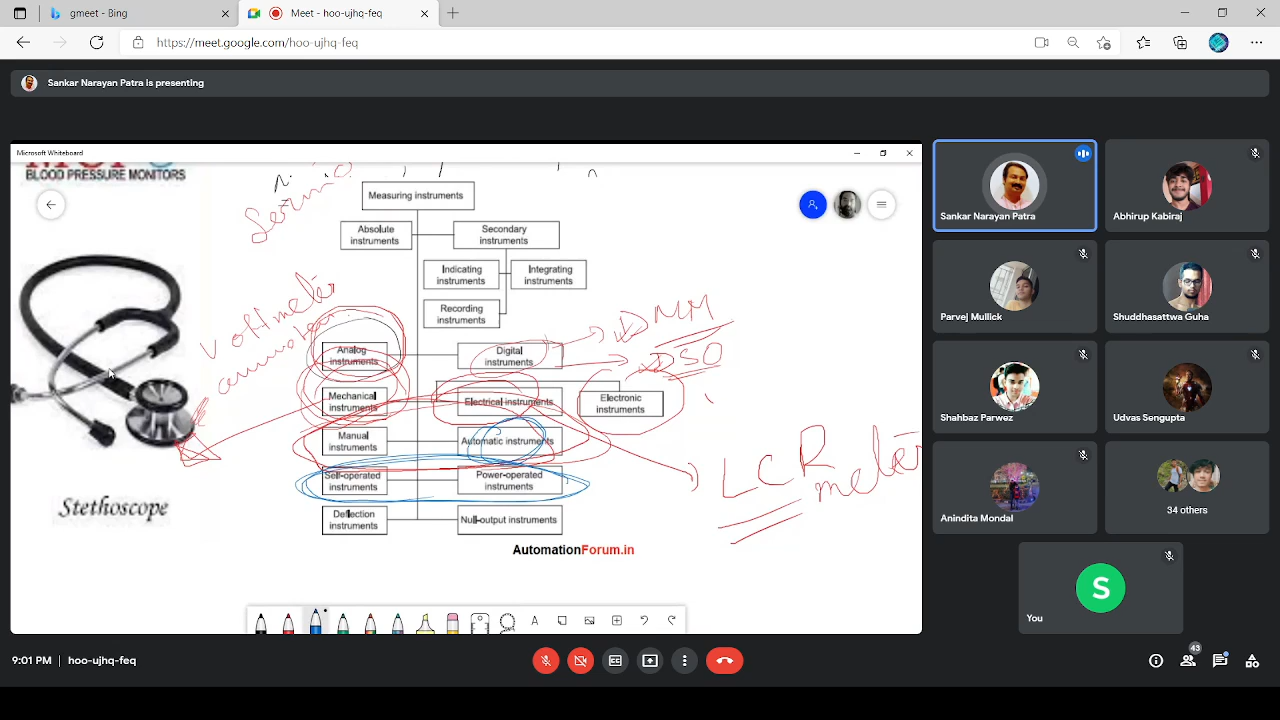 gmeet - Bing
Meet - hoo-ujhq-feq
https://meet.google.com/hoo-ujhq-feq
Sankar Narayan Patra is presenting
Microsoft Whiteboard
BLOOD PRESSURE MONITORS
Measuring instruments
Absolute
instruments
Secondary
instruments
Indicating
instruments
Integrating
instruments
Recording
instruments
voltmeter
ammeter
Analog
instruments
Digital
instruments
DMM
DSO
Mechanical
instruments
Electrical instruments
Electronic
instruments
Manual
instruments
Automatic instruments
Self-operated
instruments
Power-operated
instruments
LCR
meter
Deflection
instruments
Null-output instruments
Stethoscope
AutomationForum.in
A
Sankar Narayan Patra
Abhirup Kabiraj
Parvej Mullick
Shuddhasattwa Guha
Shahbaz Parwez
Udvas Sengupta
Anindita Mondal
34 others
S
You
9:01 PM | hoo-ujhq-feq
43